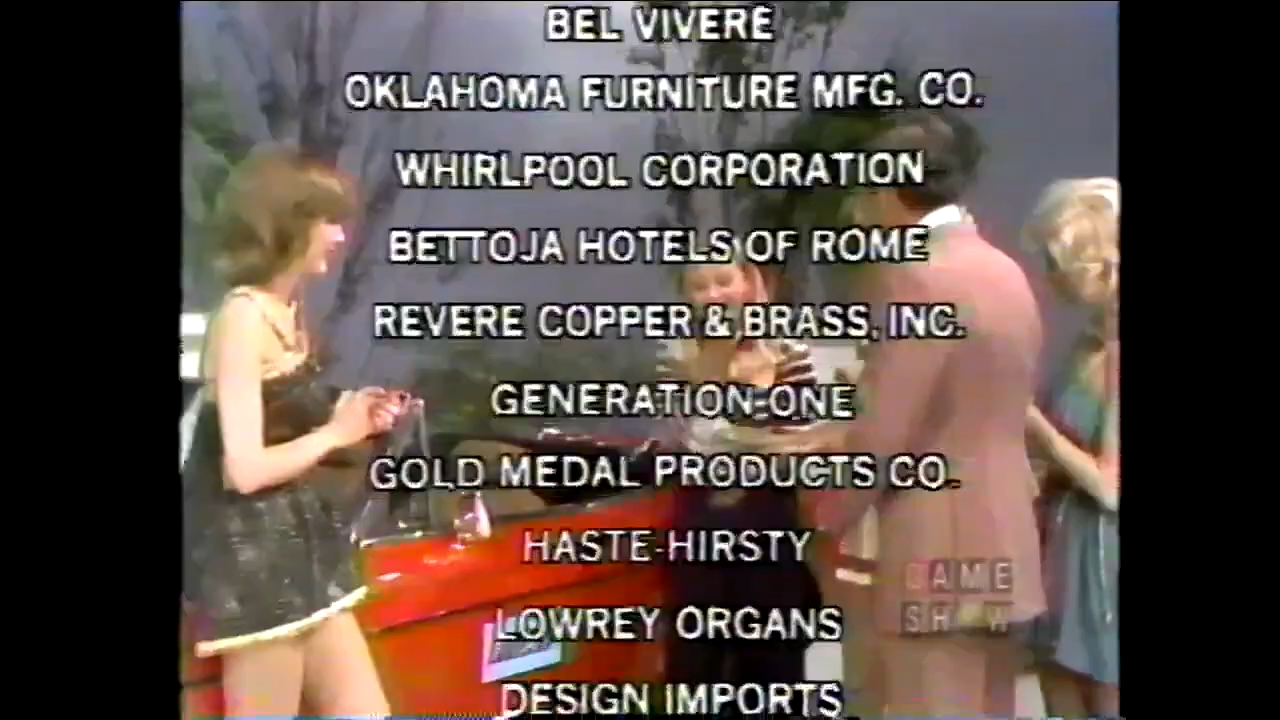 BEL VIVERE
OKLAHOMA FURNITURE MFG. CO.
WHIRLPOOL CORPORATION
BETTOJA HOTELS OF ROME
REVERE COPPER & BRASS, INC.
GENERATION-ONE
GOLD MEDAL PRODUCTS CO.
HASTE-HIRSTY
LOWREY ORGANS
DESIGN IMPORTS
GAME
SHOW